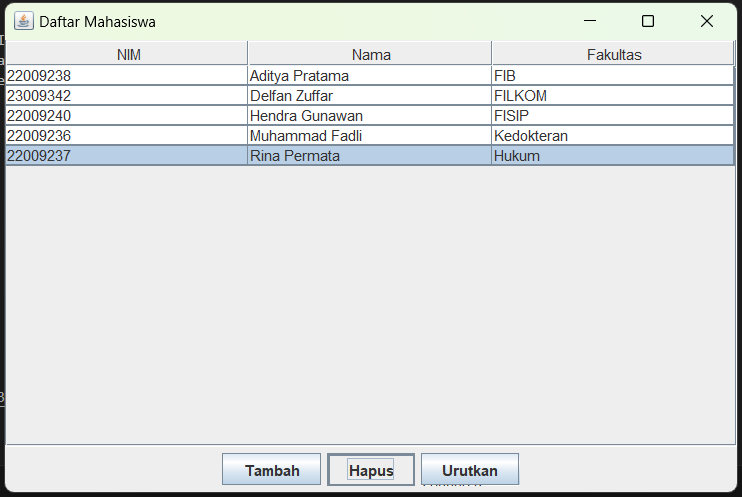 Daftar Mahasiswa
NIM Nama Fakultas
22009238 Aditya Pratama FIB
23009342 Delfan Zuffar FILKOM
22009240 Hendra Gunawan FISIP
22009236 Muhammad Fadli Kedokteran
22009237 Rina Permata Hukum
Tambah Hapus Urutkan